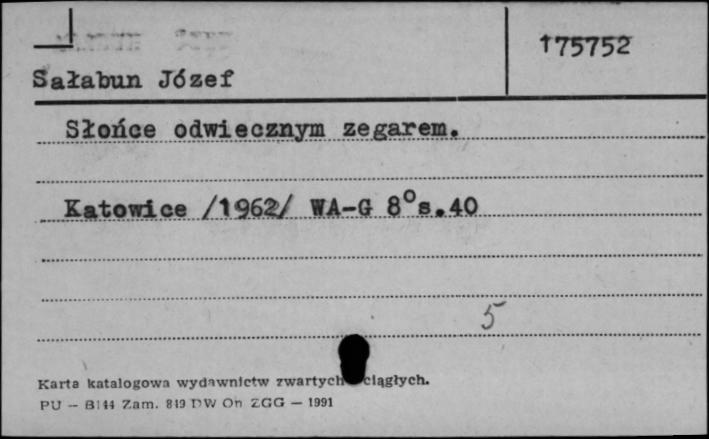 175752
Sałabun Józef
Słońce odwiecznym zegarem.
Katowice /1962/ WA-G 8° s.40
5
Karta katalogowa wydawnictw zwartych ciągłych.
PU — B144 Zam. 849 DW Oh ZGG — 1991